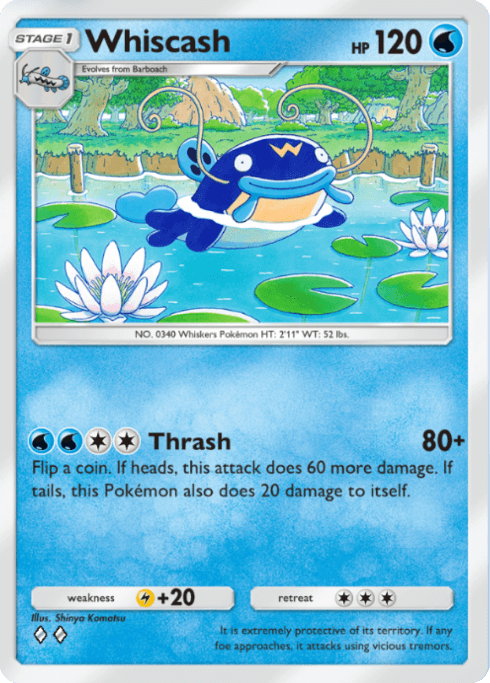 STAGE 1 Whiscash HP 120
Evolves from Barboach
NO. 0340 Whiskers Pokémon HT: 2'11" WT: 52 lbs.
Thrash 80+
Flip a coin. If heads, this attack does 60 more damage. If
tails, this Pokémon also does 20 damage to itself.
weakness +20 retreat
Illus. Shinya Komatsu
It is extremely protective of its territory. If any
foe approaches, it attacks using vicious tremors.